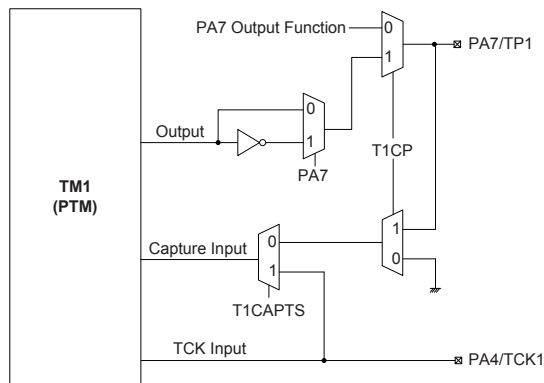 PA7 Output Function
0
1
PA7/TP1
Output
0
1
PA7
T1CP
TM1
(PTM)
Capture Input
0
1
1
0
T1CAPTS
TCK Input
PA4/TCK1